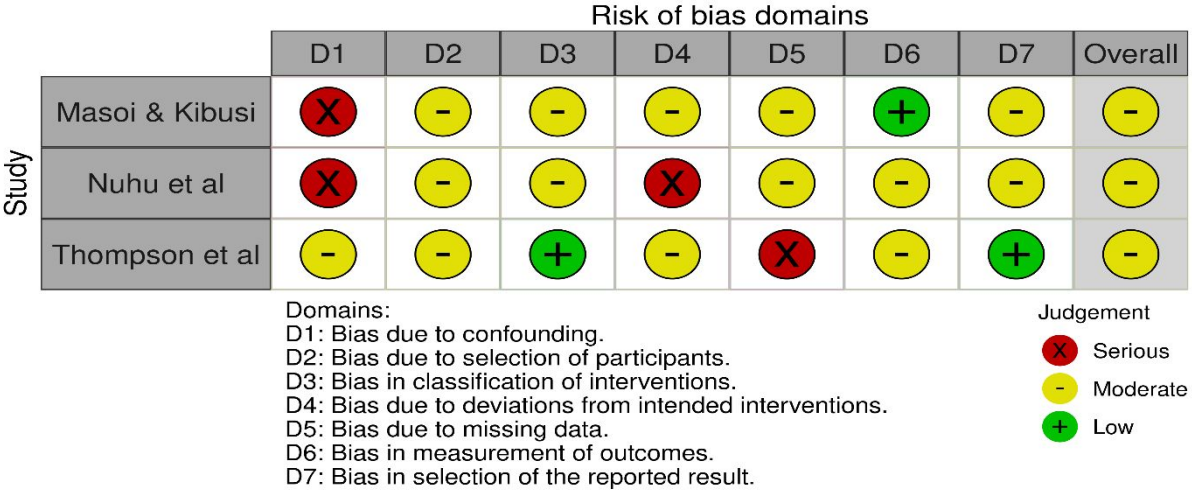 Risk of bias domains
D1 D2 D3 D4 D5 D6 D7 Overall
Study
Masoi & Kibusi X - - - - + - -
Nuhu et al X - - X - - - -
Thompson et al - - + - X - + -
Domains:
D1: Bias due to confounding.
D2: Bias due to selection of participants.
D3: Bias in classification of interventions.
D4: Bias due to deviations from intended interventions.
D5: Bias due to missing data.
D6: Bias in measurement of outcomes.
D7: Bias in selection of the reported result.
Judgement
X Serious
- Moderate
+ Low